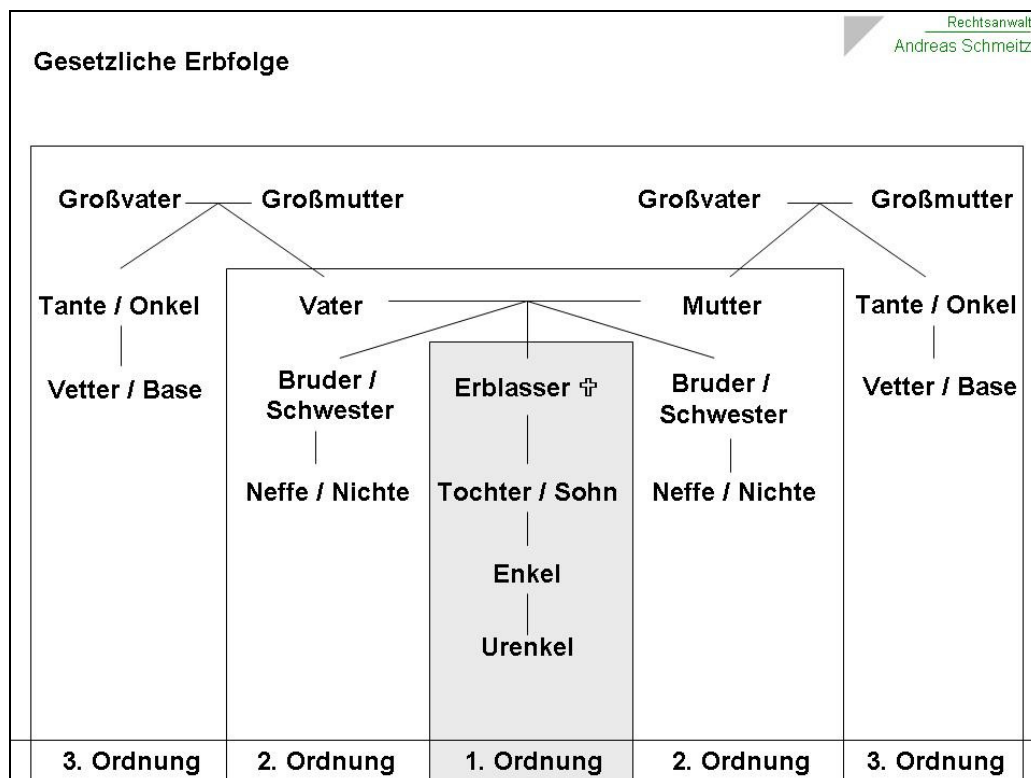 Rechtsanwalt
Andreas Schmeitz
Gesetzliche Erbfolge
Großvater Großmutter Großvater Großmutter
Tante / Onkel Vater Mutter Tante / Onkel
Vetter / Base Bruder / Schwester Erblasser ✞ Bruder / Schwester Vetter / Base
Neffe / Nichte Tochter / Sohn Neffe / Nichte
Enkel
Urenkel
3. Ordnung 2. Ordnung 1. Ordnung 2. Ordnung 3. Ordnung